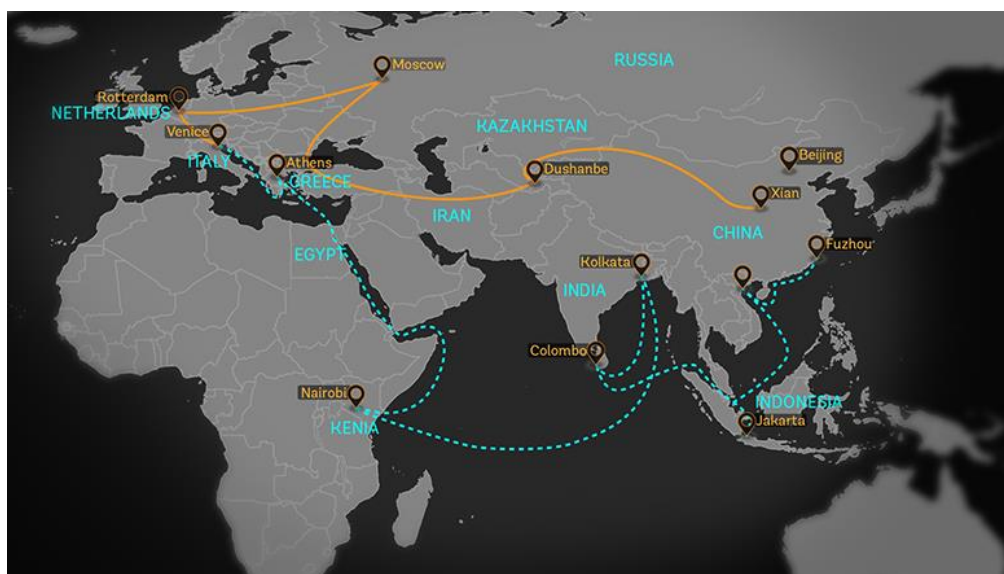 Moscow
RUSSIA
Rotterdam
NETHERLANDS
KAZAKHSTAN
Venice
ITALY
Athens
GREECE
Dushanbe
Beijing
Xian
IRAN
CHINA
Fuzhou
EGYPT
Kolkata
INDIA
Colombo
Nairobi
KENIA
INDONESIA
Jakarta